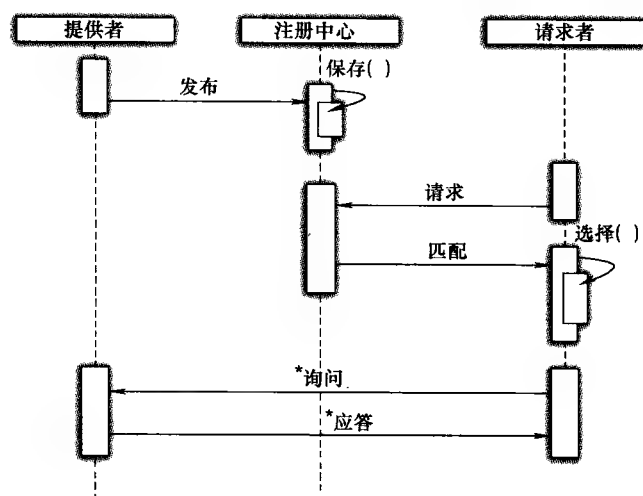 提供者
注册中心
请求者
保存( )
发布
请求
选择( )
匹配
*询问
*应答